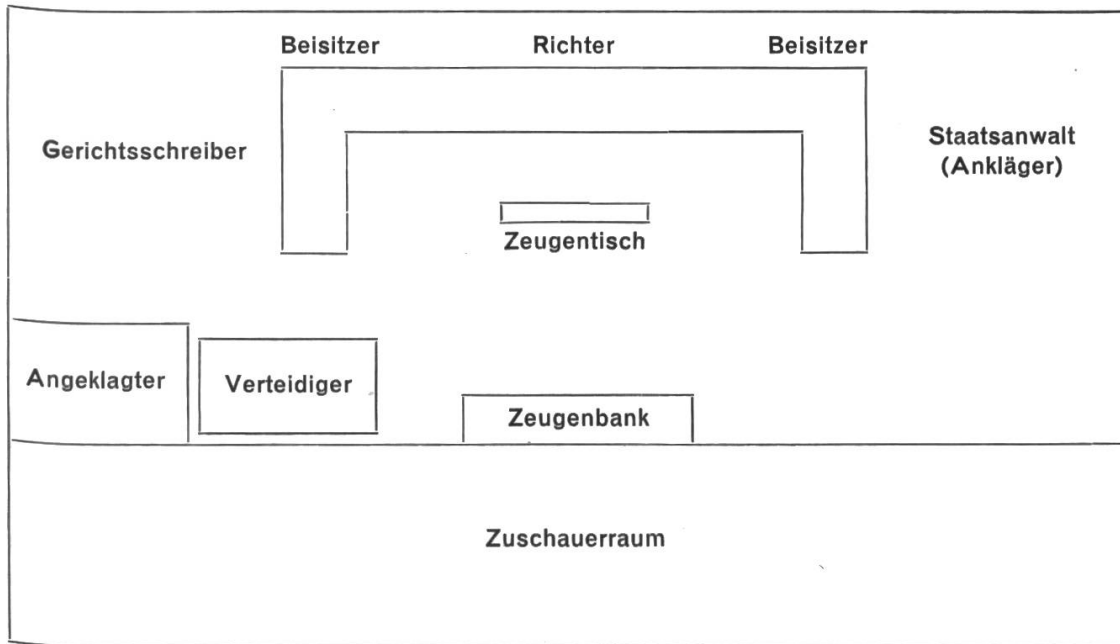 Beisitzer Richter Beisitzer
Gerichtsschreiber
Staatsanwalt
(Ankläger)
Zeugentisch
Angeklagter
Verteidiger
Zeugenbank
Zuschauerraum